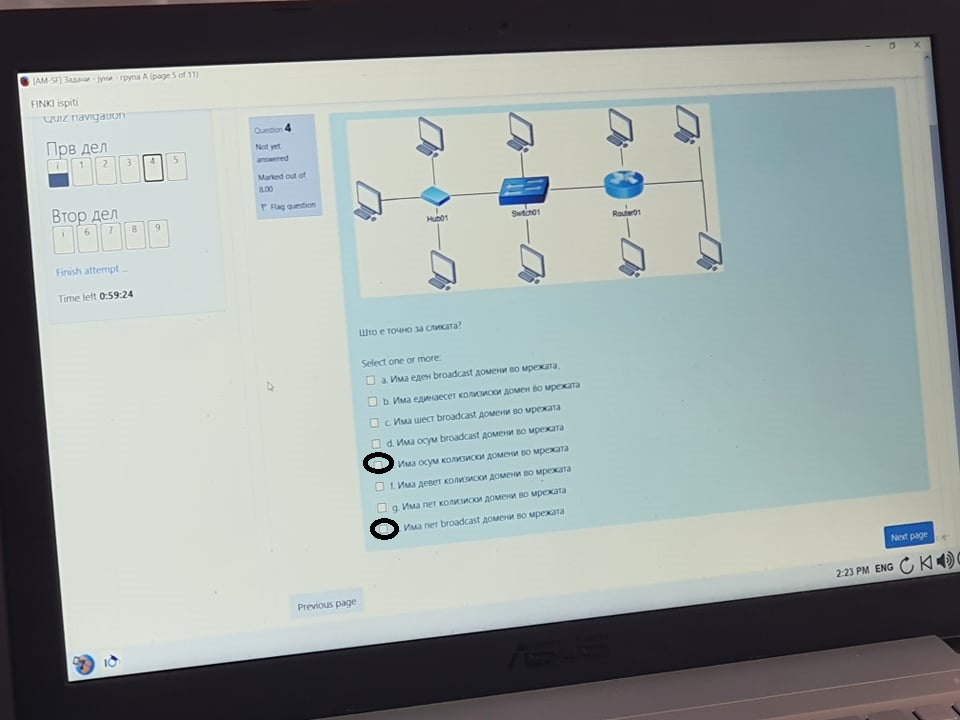 [AM-SF] Задачи - јуни - група А (page 5 of 11)
FINKI ispiti
Quiz navigation
Прв дел
i 1 2 3 4 5
Втор дел
i 6 7 8 9
Finish attempt ...
Time left 0:59:24
Question 4
Not yet
answered
Marked out of
8.00
Flag question
Hub01
Switch01
Router01
Што е точно за сликата?
Select one or more:
a. Има еден broadcast домени во мрежата.
b. Има единаесет колизиски домен во мрежата
c. Има шест broadcast домени во мрежата
d. Има осум broadcast домени во мрежата
Има осум колизиски домени во мрежата
f. Има девет колизиски домени во мрежата
g. Има пет колизиски домени во мрежата
Има пет broadcast домени во мрежата
Next page
Previous page
2:23 PM ENG
ASUS